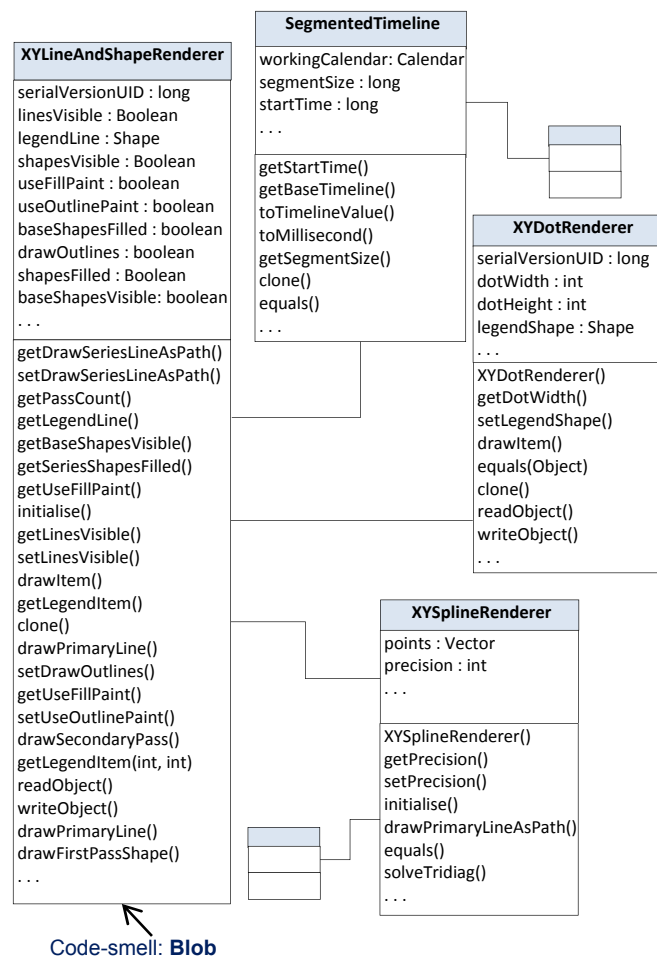 XYLineAndShapeRenderer
serialVersionUID : long
linesVisible : Boolean
legendLine : Shape
shapesVisible : Boolean
useFillPaint : boolean
useOutlinePaint : boolean
baseShapesFilled : boolean
drawOutlines : boolean
shapesFilled : Boolean
baseShapesVisible: boolean
. . .
getDrawSeriesLineAsPath()
setDrawSeriesLineAsPath()
getPassCount()
getLegendLine()
getBaseShapesVisible()
getSeriesShapesFilled()
getUseFillPaint()
initialise()
getLinesVisible()
setLinesVisible()
drawItem()
getLegendItem()
clone()
drawPrimaryLine()
setDrawOutlines()
getUseFillPaint()
setUseOutlinePaint()
drawSecondaryPass()
getLegendItem(int, int)
readObject()
writeObject()
drawPrimaryLine()
drawFirstPassShape()
. . .
Code-smell: Blob
SegmentedTimeline
workingCalendar: Calendar
segmentSize : long
startTime : long
. . .
getStartTime()
getBaseTimeline()
toTimelineValue()
toMillisecond()
getSegmentSize()
clone()
equals()
. . .
XYDotRenderer
serialVersionUID : long
dotWidth : int
dotHeight : int
legendShape : Shape
. . .
XYDotRenderer()
getDotWidth()
setLegendShape()
drawItem()
equals(Object)
clone()
readObject()
writeObject()
. . .
XYSplineRenderer
points : Vector
precision : int
. . .
XYSplineRenderer()
getPrecision()
setPrecision()
initialise()
drawPrimaryLineAsPath()
equals()
solveTridiag()
. . .